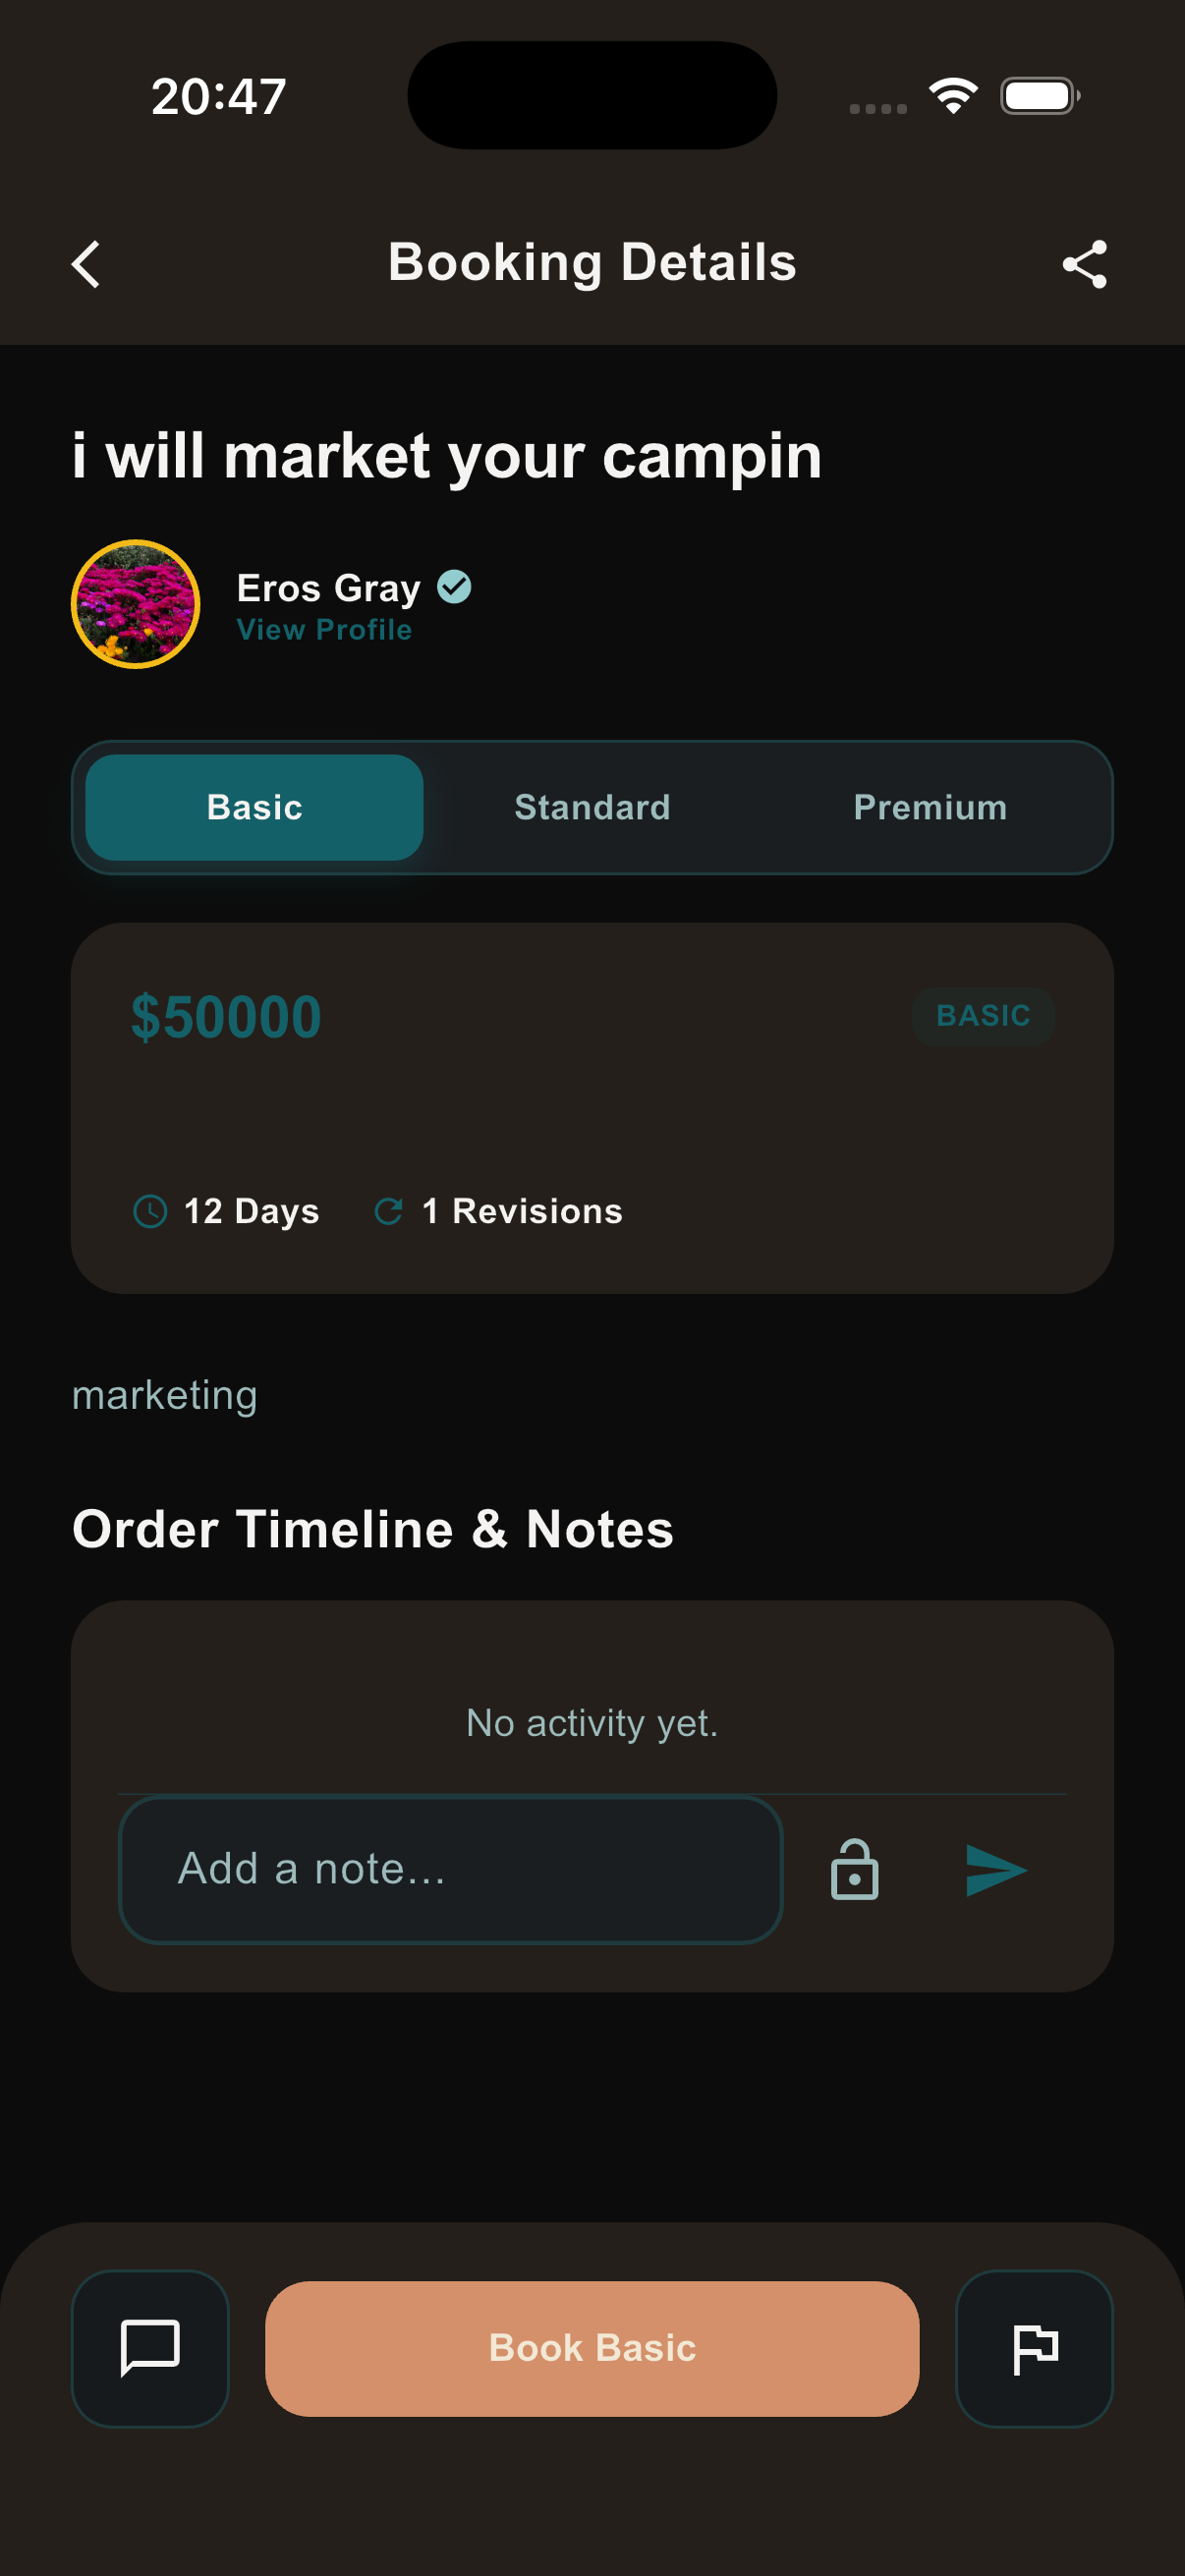 20:47
Booking Details
i will market your campin
Eros Gray
View Profile
Basic Standard Premium
$50000 BASIC
12 Days 1 Revisions
marketing
Order Timeline & Notes
No activity yet.
Add a note...
Book Basic